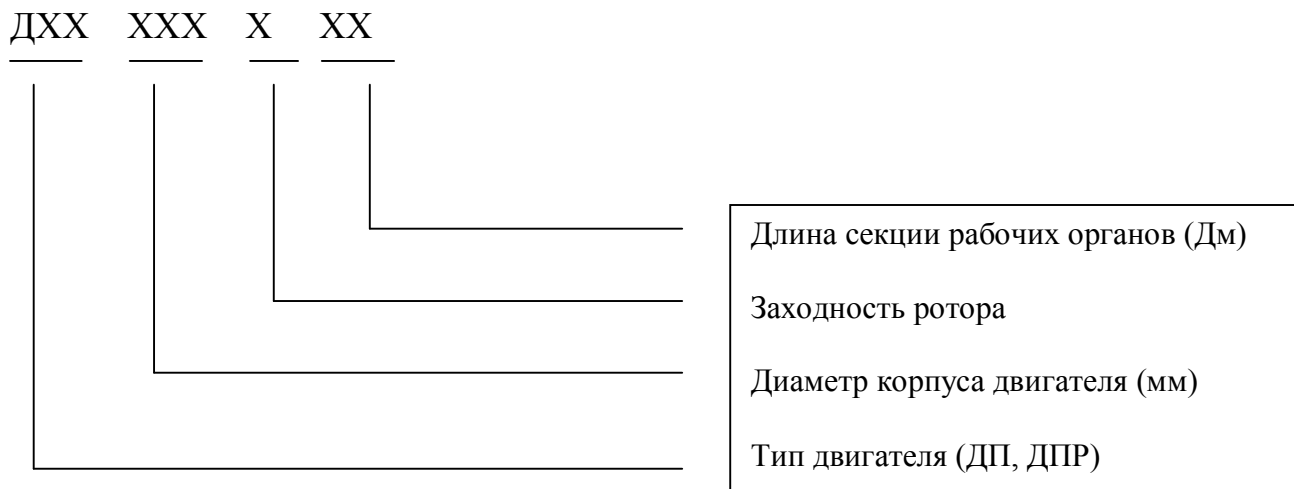 ДХХ ХХХ Х ХХ
Длина секции рабочих органов (Дм)
Заходность ротора
Диаметр корпуса двигателя (мм)
Тип двигателя (ДП, ДПР)